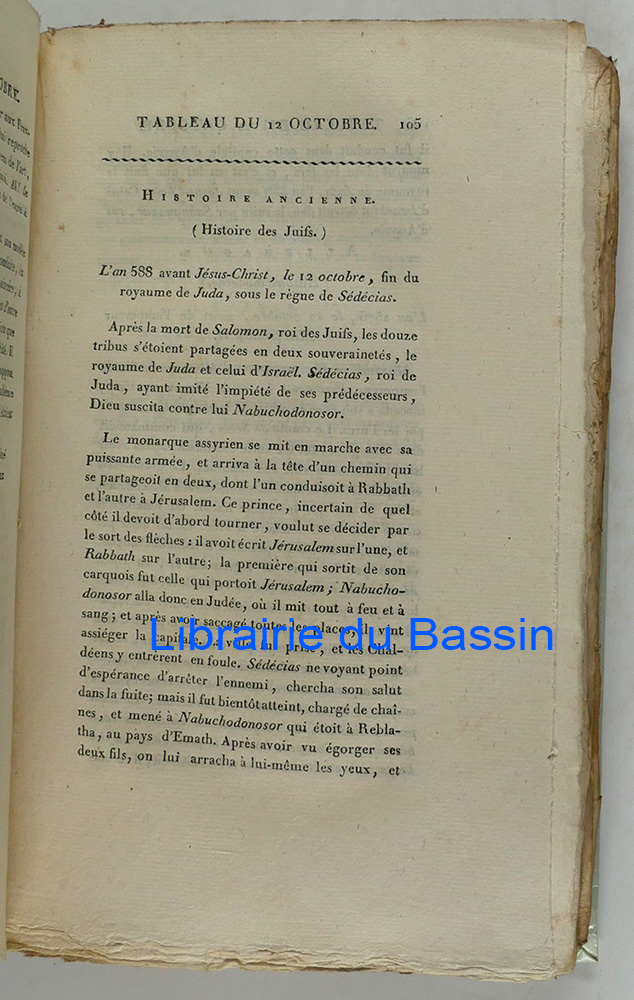 TABLEAU DU 12 OCTOBRE. 105
HISTOIRE ANCIENNE.
( Histoire des Juifs. )
L'an 588 avant Jésus-Christ, le 12 octobre, fin du
royaume de Juda, sous le règne de Sédécias.
Après la mort de Salomon, roi des Juifs, les douze
tribus s'étoient partagées en deux souverainetés, le
royaume de Juda et celui d'Israël. Sédécias, roi de
Juda, ayant imité l'impiété de ses prédécesseurs,
Dieu suscita contre lui Nabuchodonosor.
Le monarque assyrien se mit en marche avec sa
puissante armée, et arriva à la tête d'un chemin qui
se partageoit en deux, dont l'un conduisoit à Rabbath
et l'autre à Jérusalem. Ce prince, incertain de quel
côté il devoit d'abord tourner, voulut se décider par
le sort des flèches : il avoit écrit Jérusalem sur l'une, et
Rabbath sur l'autre; la première qui sortit de son
carquois fut celle qui portoit Jérusalem; Nabucho-
donosor alla donc en Judée, où il mit tout à feu et à
sang; et après avoir saccagé toutes les places, il vint
assiéger la capitale. La ville fut prise, et les Chal-
déens y entrèrent en foule. Sédécias ne voyant point
d'espérance d'arrêter l'ennemi, chercha son salut
dans la fuite; mais il fut bientôt atteint, chargé de chaî-
nes, et mené à Nabuchodonosor qui étoit à Rebla-
tha, au pays d'Emath. Après avoir vu égorger ses
deux fils, on lui arracha à lui-même les yeux, et
Librairie du Bassin